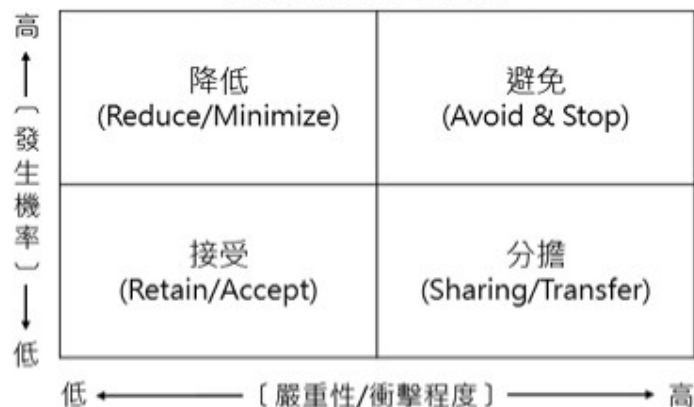 高
降低
(Reduce/Minimize)
避免
(Avoid & Stop)
〔發生機率〕
接受
(Retain/Accept)
分擔
(Sharing/Transfer)
低
低
〔嚴重性/衝擊程度〕
高